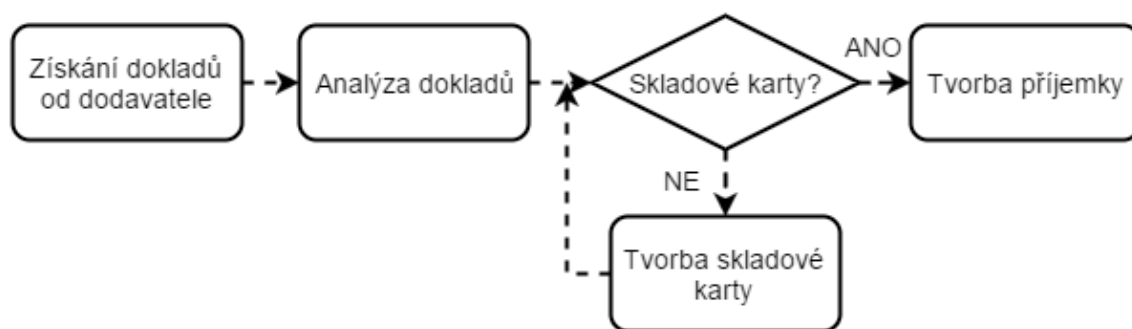 Získání dokladů
od dodavatele
Analýza dokladů
Skladové karty?
ANO
Tvorba příjemky
NE
Tvorba skladové
karty